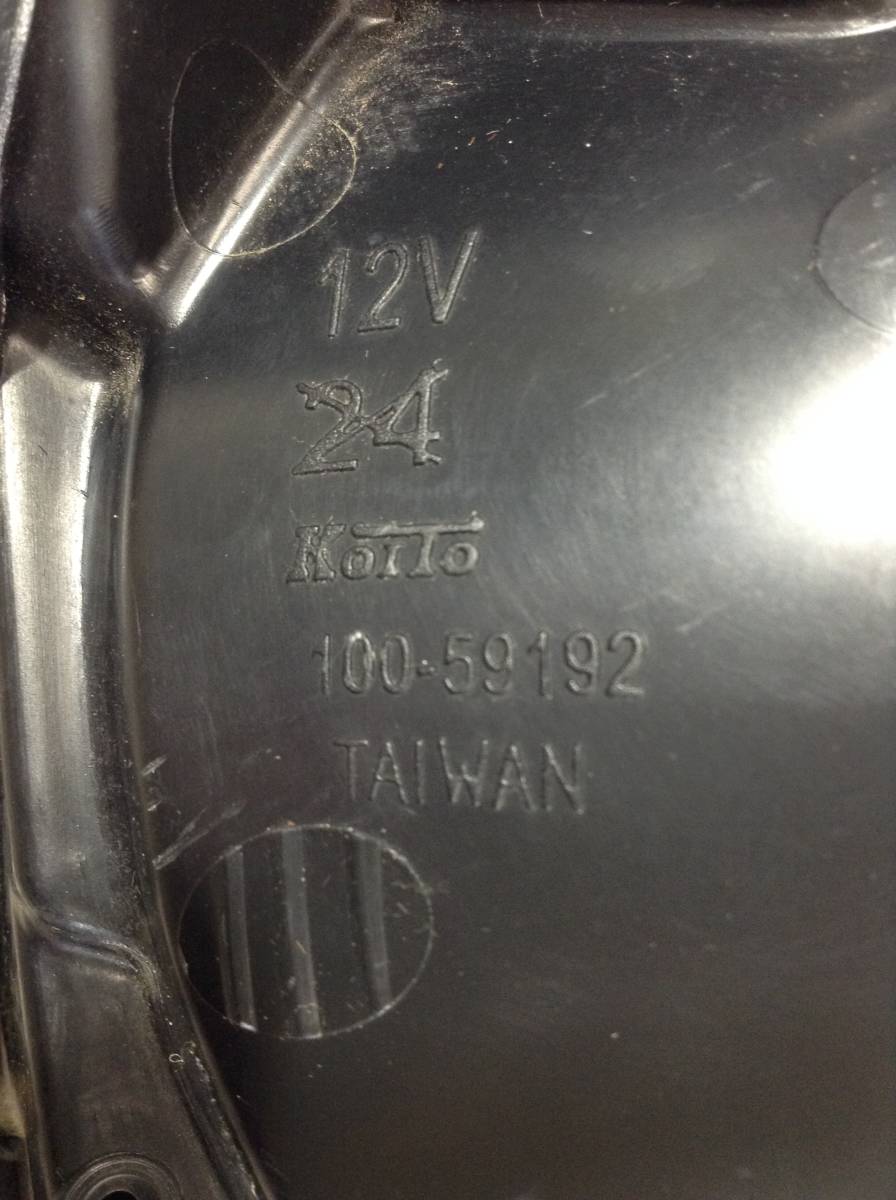 12V
24
KOITO
100-59192
TAIWAN